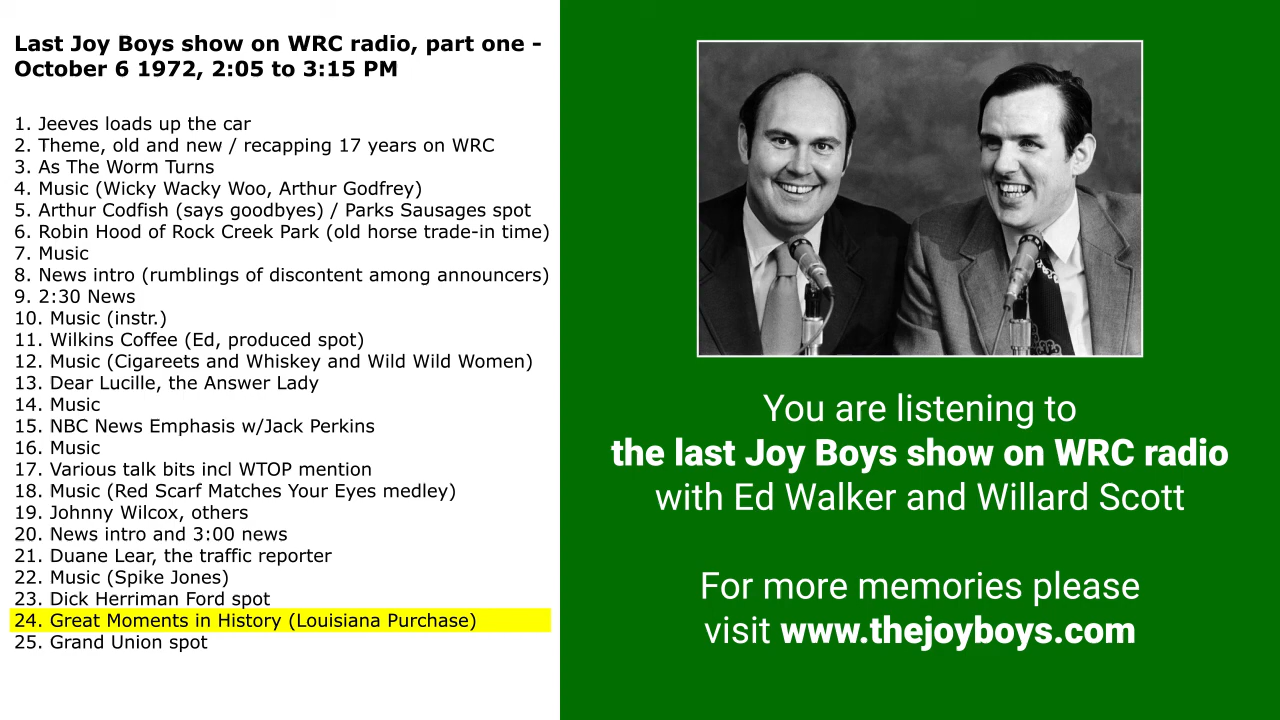 Last Joy Boys show on WRC radio, part one -
October 6 1972, 2:05 to 3:15 PM
1. Jeeves loads up the car
2. Theme, old and new / recapping 17 years on WRC
3. As The Worm Turns
4. Music (Wicky Wacky Woo, Arthur Godfrey)
5. Arthur Codfish (says goodbyes) / Parks Sausages spot
6. Robin Hood of Rock Creek Park (old horse trade-in time)
7. Music
8. News intro (rumblings of discontent among announcers)
9. 2:30 News
10. Music (instr.)
11. Wilkins Coffee (Ed, produced spot)
12. Music (Cigareets and Whiskey and Wild Wild Women)
13. Dear Lucille, the Answer Lady
14. Music
15. NBC News Emphasis w/Jack Perkins
16. Music
17. Various talk bits incl WTOP mention
18. Music (Red Scarf Matches Your Eyes medley)
19. Johnny Wilcox, others
20. News intro and 3:00 news
21. Duane Lear, the traffic reporter
22. Music (Spike Jones)
23. Dick Herriman Ford spot
24. Great Moments in History (Louisiana Purchase)
25. Grand Union spot
You are listening to
the last Joy Boys show on WRC radio
with Ed Walker and Willard Scott
For more memories please
visit www.thejoyboys.com